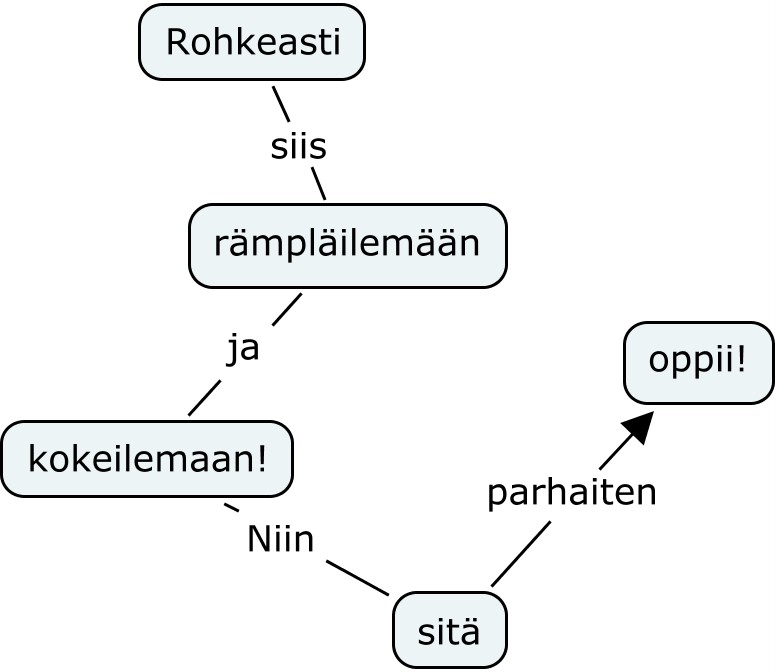 Rohkeasti
siis
rämpläilemään
ja
kokeilemaan!
Niin
sitä
parhaiten
oppii!